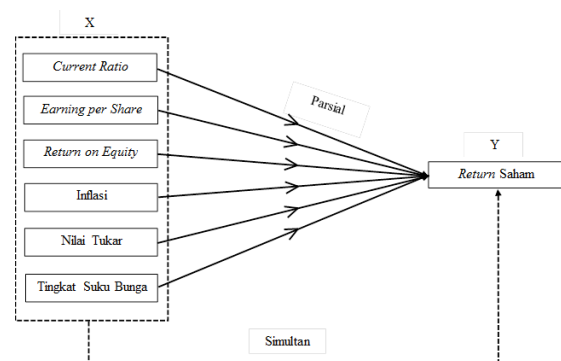 X
Current Ratio
Earning per Share
Return on Equity
Inflasi
Nilai Tukar
Tingkat Suku Bunga
Parsial
Y
Return Saham
Simultan